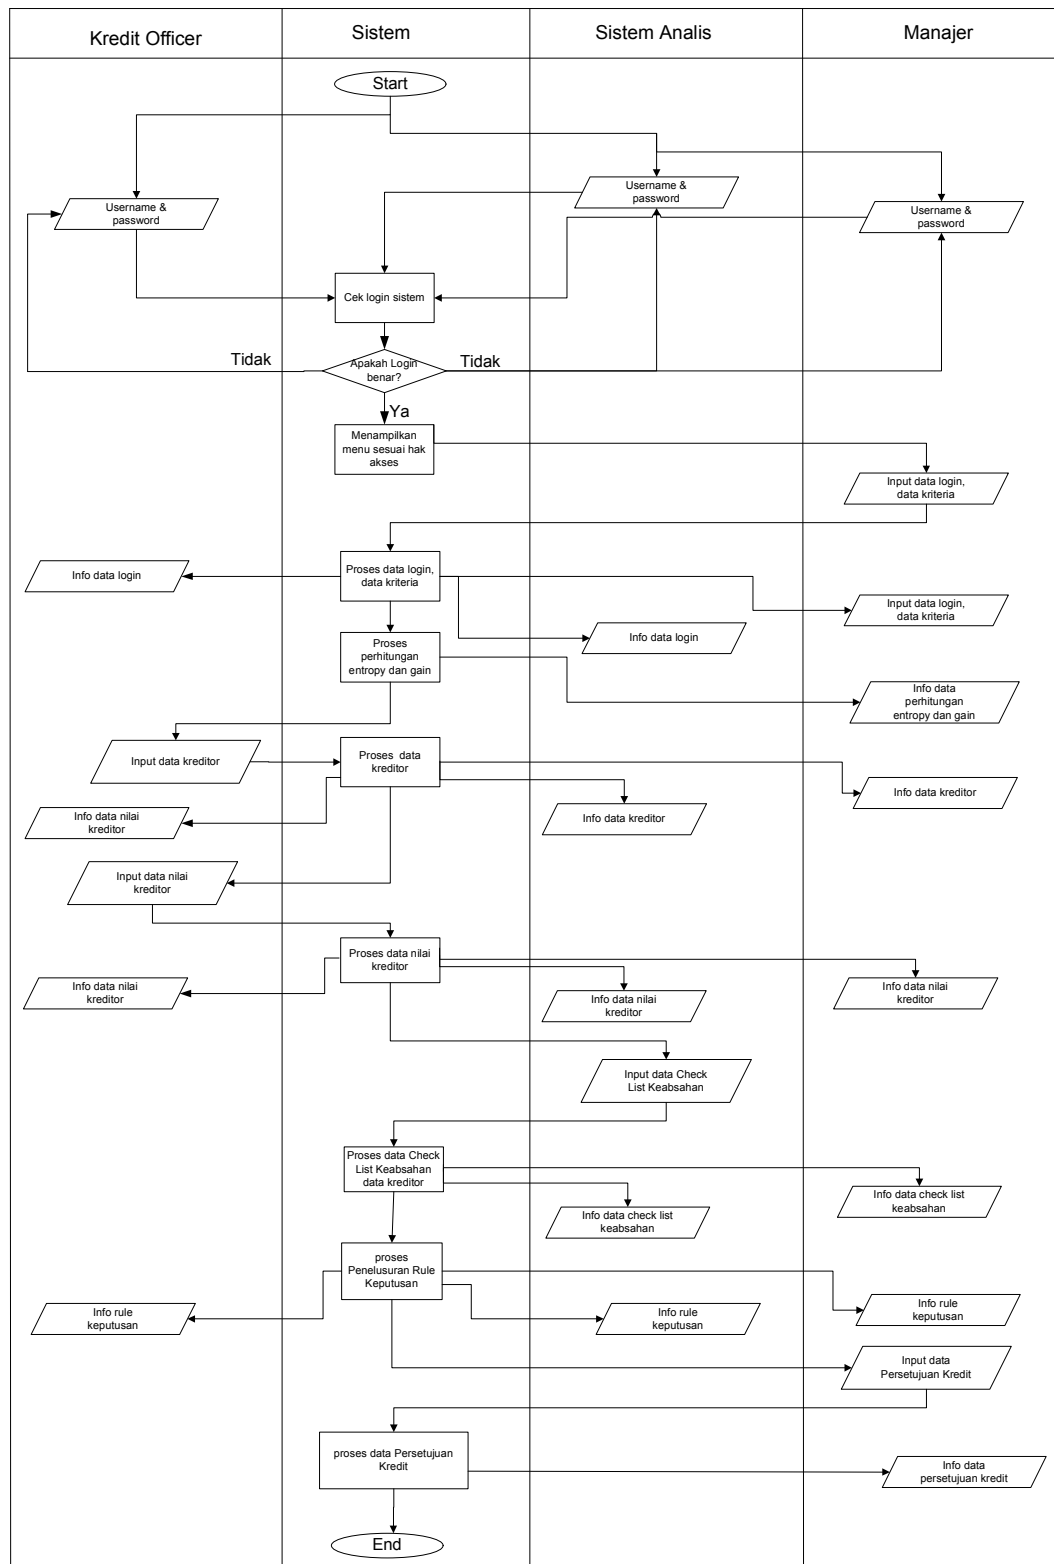 Kredit Officer
Sistem
Sistem Analis
Manajer
Start
Username &
password
Username &
password
Username &
password
Cek login sistem
Tidak
Apakah Login
benar?
Tidak
Ya
Menampilkan
menu sesuai hak
akses
Input data login,
data kriteria
Info data login
Proses data login,
data kriteria
Input data login,
data kriteria
Info data login
Proses
perhitungan
entropy dan gain
Info data
perhitungan
entropy dan gain
Input data kreditor
Proses data
kreditor
Info data kreditor
Info data nilai
kreditor
Info data kreditor
Input data nilai
kreditor
Proses data nilai
kreditor
Info data nilai
kreditor
Info data nilai
kreditor
Info data nilai
kreditor
Input data Check
List Keabsahan
Proses data Check
List Keabsahan
data kreditor
Info data check list
keabsahan
Info data check list
keabsahan
proses
Penelusuran Rule
Keputusan
Info rule
keputusan
Info rule
keputusan
Info rule
keputusan
Input data
Persetujuan Kredit
proses data Persetujuan
Kredit
Info data
persetujuan kredit
End